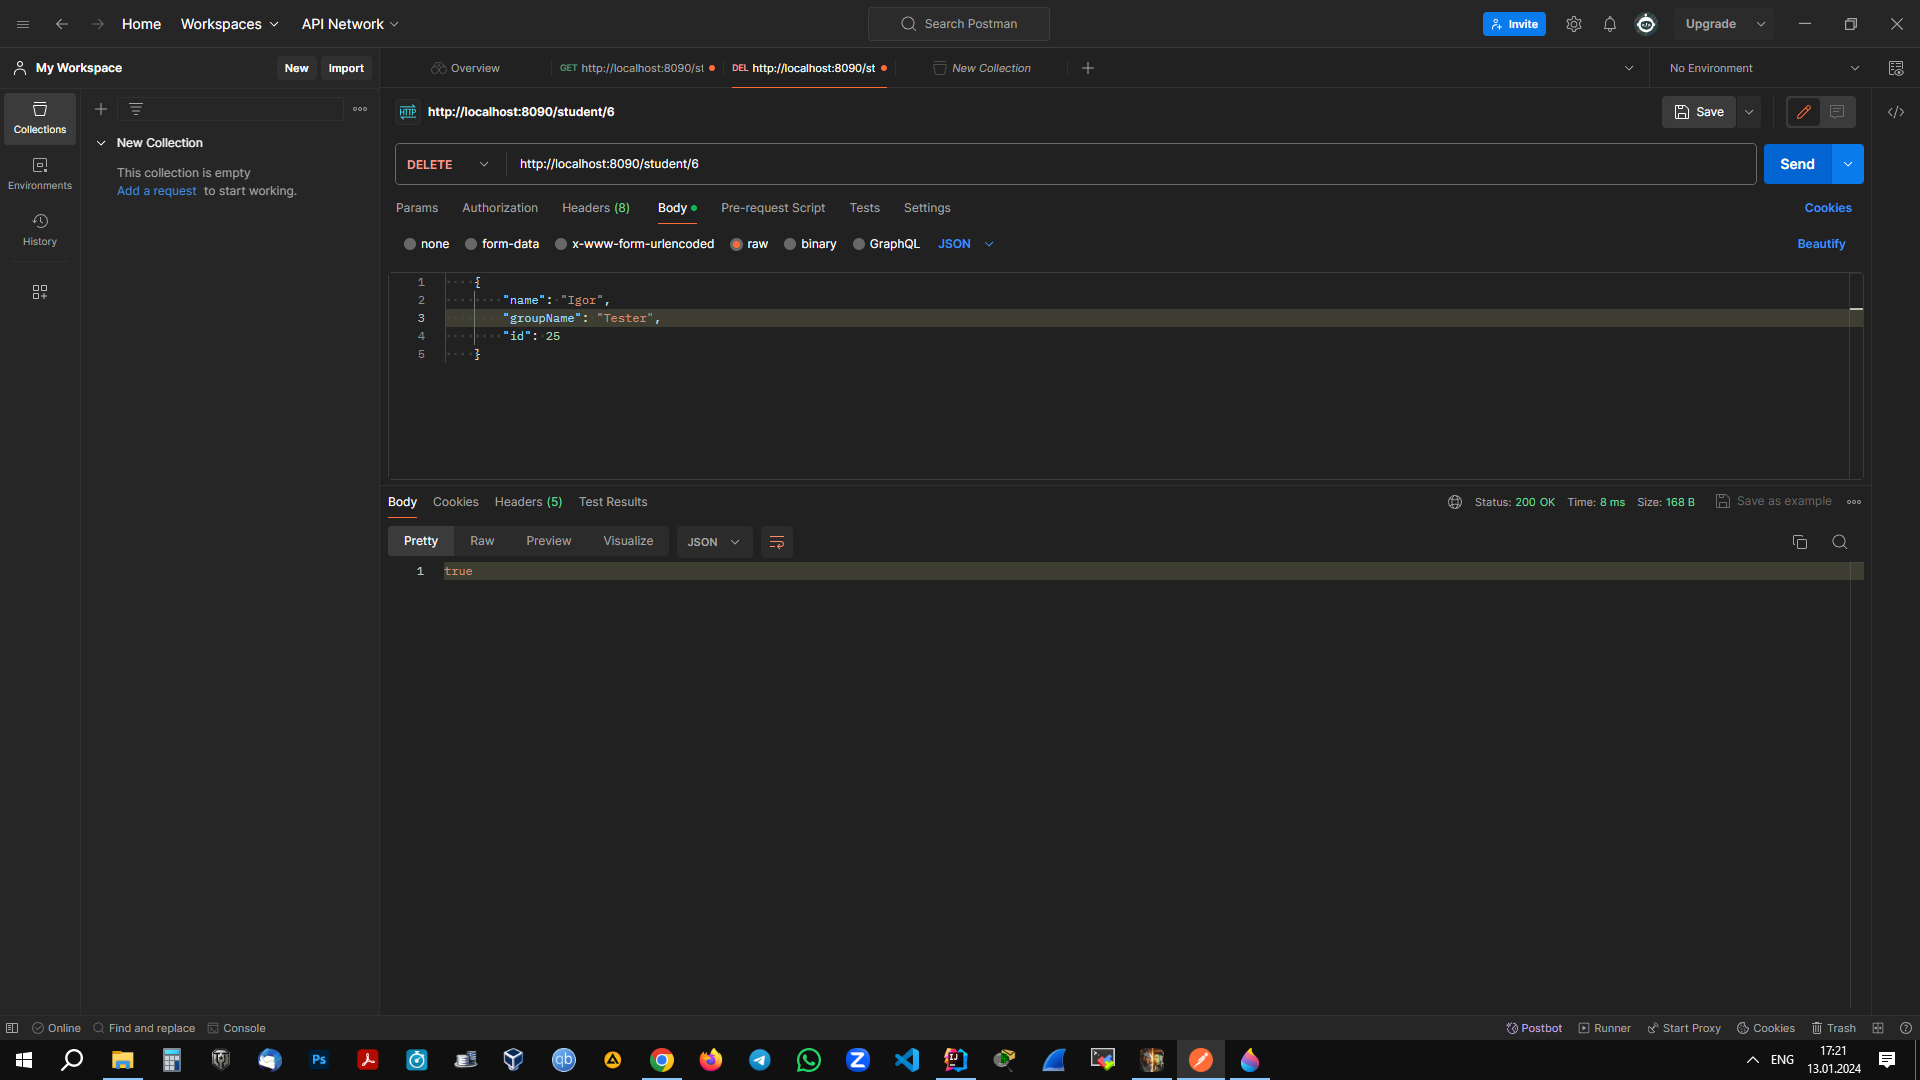 Home
Workspaces
API Network
Search Postman
Invite
Upgrade
My Workspace
New
Import
Overview
GET http://localhost:8090/st
DEL http://localhost:8090/st
New Collection
No Environment
Collections
Environments
History
New Collection
This collection is empty
Add a request to start working.
HTTP http://localhost:8090/student/6
Save
DELETE
http://localhost:8090/student/6
Send
Params
Authorization
Headers (8)
Body
Pre-request Script
Tests
Settings
Cookies
none
form-data
x-www-form-urlencoded
raw
binary
GraphQL
JSON
Beautify
1 {
2 "name": "Igor",
3 "groupName": "Tester",
4 "id": 25
5 }
Body
Cookies
Headers (5)
Test Results
Status: 200 OK
Time: 8 ms
Size: 168 B
Save as example
Pretty
Raw
Preview
Visualize
JSON
1 true
Online
Find and replace
Console
Postbot
Runner
Start Proxy
Cookies
Trash
Ps
qb
Z
IJ
ENG
17:21
13.01.2024